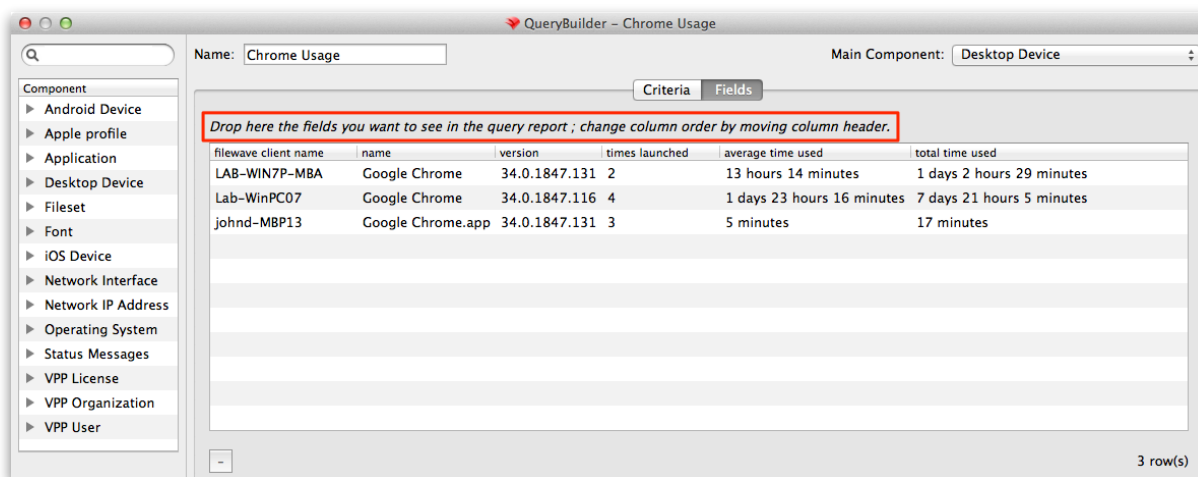 QueryBuilder – Chrome Usage
Name: Chrome Usage
Main Component: Desktop Device
Component
Android Device
Apple profile
Application
Desktop Device
Fileset
Font
iOS Device
Network Interface
Network IP Address
Operating System
Status Messages
VPP License
VPP Organization
VPP User
Criteria Fields
Drop here the fields you want to see in the query report ; change column order by moving column header.
filewave client name name version times launched average time used total time used
LAB-WIN7P-MBA Google Chrome 34.0.1847.131 2 13 hours 14 minutes 1 days 2 hours 29 minutes
Lab-WinPC07 Google Chrome 34.0.1847.116 4 1 days 23 hours 16 minutes 7 days 21 hours 5 minutes
johnd-MBP13 Google Chrome.app 34.0.1847.131 3 5 minutes 17 minutes
3 row(s)